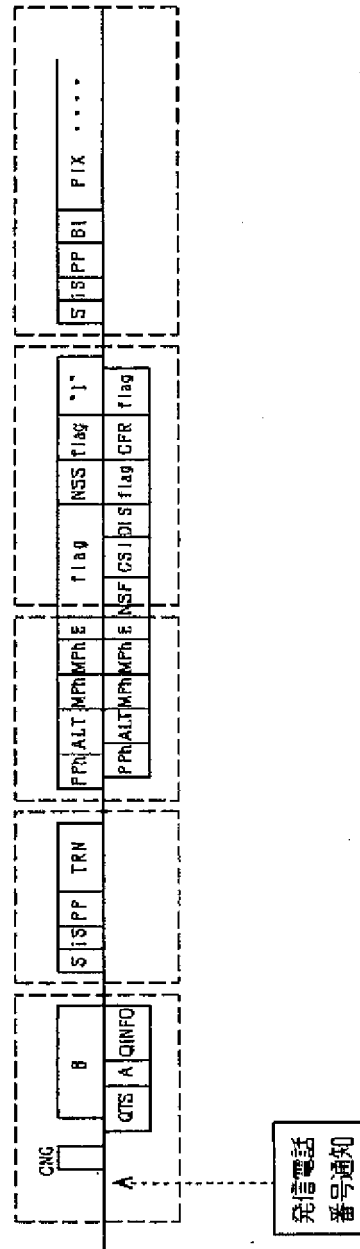 CNG
B
QTS A QINFO
S iS PP TRN
PPh ALT MPh MPh E
PPh ALT MPh MPh E
flag NSS flag "1"
NSF CSI DIS flag CFR flag
S iS PP B1 PIX ・・・・
発信電話
番号通知